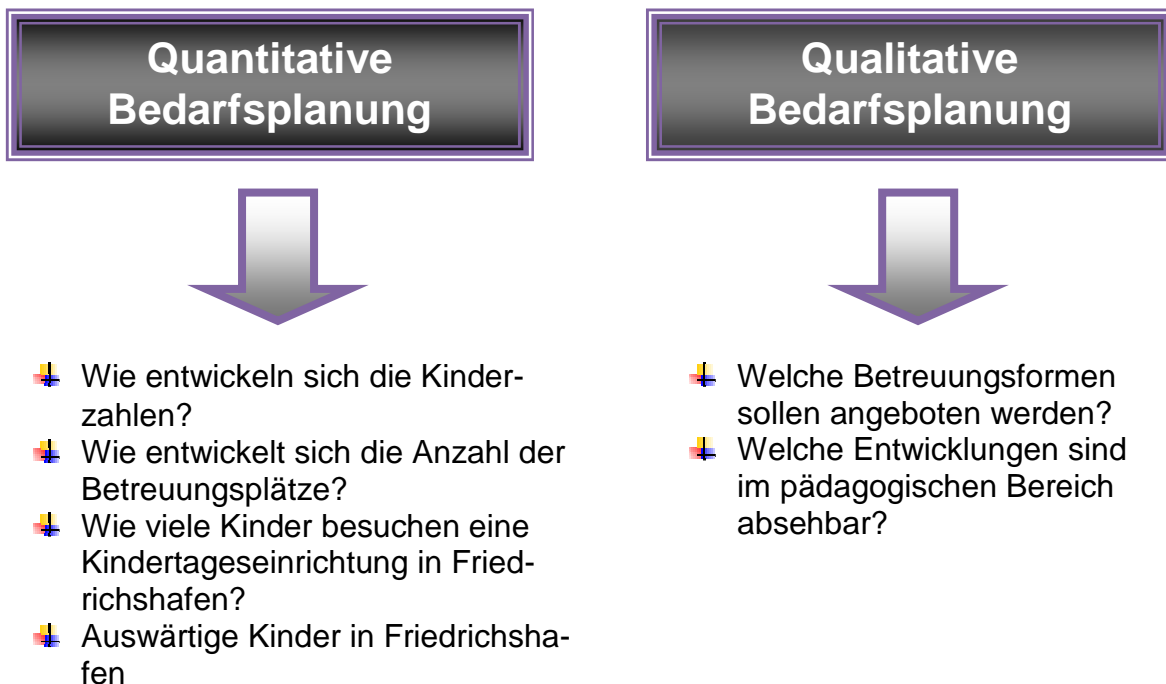 Quantitative
Bedarfsplanung
Wie entwickeln sich die Kinder-
zahlen?
Wie entwickelt sich die Anzahl der
Betreuungsplätze?
Wie viele Kinder besuchen eine
Kindertageseinrichtung in Fried-
richshafen?
Auswärtige Kinder in Friedrichsha-
fen
Qualitative
Bedarfsplanung
Welche Betreuungsformen
sollen angeboten werden?
Welche Entwicklungen sind
im pädagogischen Bereich
absehbar?